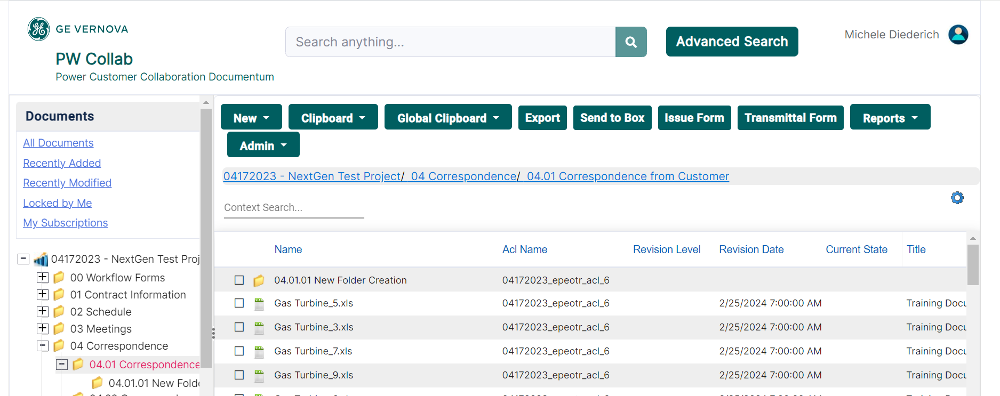 GE VERNOVA
PW Collab
Power Customer Collaboration Documentum
Search anything...
Advanced Search
Michele Diederich
Documents
All Documents
Recently Added
Recently Modified
Locked by Me
My Subscriptions
04172023 - NextGen Test Proj
00 Workflow Forms
01 Contract Information
02 Schedule
03 Meetings
04 Correspondence
04.01 Correspondence
04.01.01 New Folde
New Clipboard Global Clipboard Export Send to Box Issue Form Transmittal Form Reports
Admin
04172023 - NextGen Test Project/ 04 Correspondence/ 04.01 Correspondence from Customer
Context Search...
Name Acl Name Revision Level Revision Date Current State Title
04.01.01 New Folder Creation 04172023_epeotr_acl_6
Gas Turbine_5.xls 04172023_epeotr_acl_6 2/25/2024 7:00:00 AM Training Docu
Gas Turbine_3.xls 04172023_epeotr_acl_6 2/25/2024 7:00:00 AM Training Docu
Gas Turbine_7.xls 04172023_epeotr_acl_6 2/25/2024 7:00:00 AM Training Docu
Gas Turbine_9.xls 04172023_epeotr_acl_6 2/25/2024 7:00:00 AM Training Docu